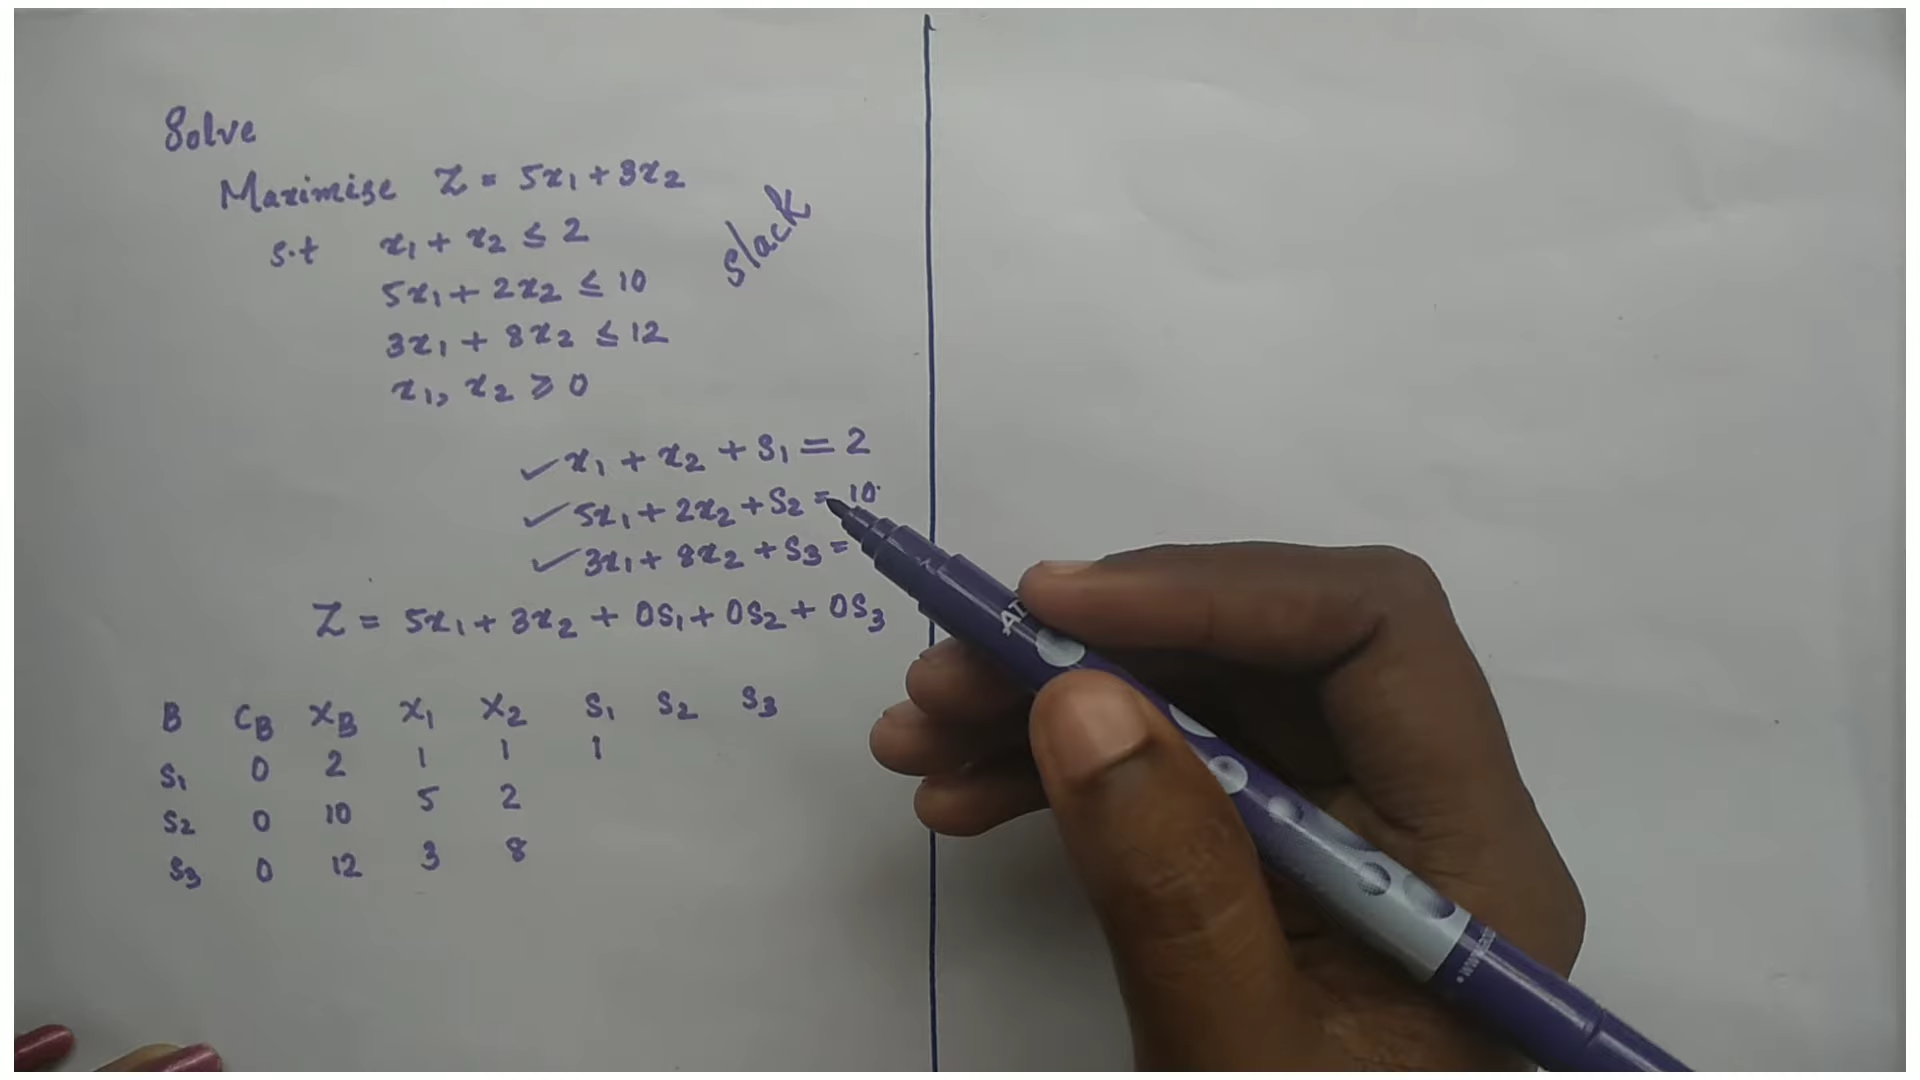 Solve
Maximise Z = 5x₁ + 3x₂
s.t x₁ + x₂ ≤ 2
5x₁ + 2x₂ ≤ 10
3x₁ + 8x₂ ≤ 12
x₁, x₂ ≥ 0
slack
✓ x₁ + x₂ + S₁ = 2
✓ 5x₁ + 2x₂ + S₂ = 10
✓ 3x₁ + 8x₂ + S₃ =
Z = 5x₁ + 3x₂ + 0S₁ + 0S₂ + 0S₃
B C_B X_B X₁ X₂ S₁ S₂ S₃
S₁ 0 2 1 1 1
S₂ 0 10 5 2
S₃ 0 12 3 8